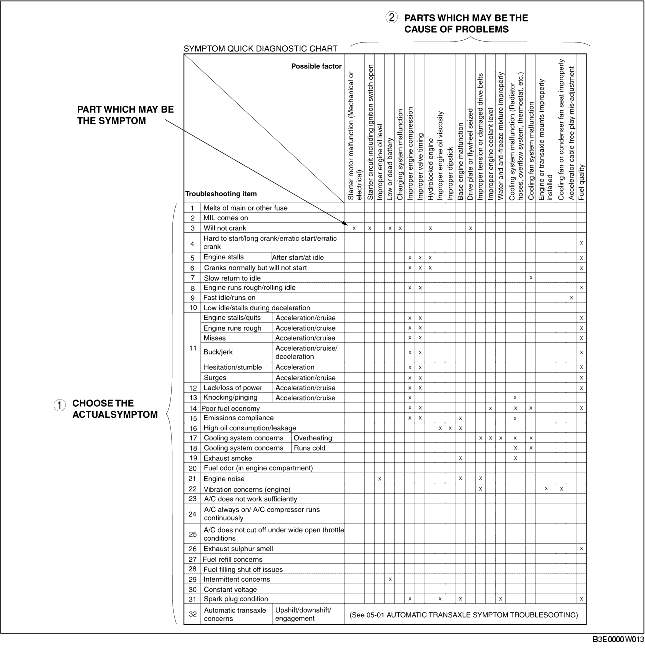 ② PARTS WHICH MAY BE THE
CAUSE OF PROBLEMS
SYMPTOM QUICK DIAGNOSTIC CHART
Possible factor
PART WHICH MAY BE
THE SYMPTOM
Troubleshooting item
Starter motor malfunction (Mechanical or
electrical)
Starter circuit including ignition switch open
Improper engine oil level
Low or dead battery
Charging system malfunction
Improper engine compression
Improper valve timing
Hydrolocked engine
Improper engine oil viscosity
Improper dipstick
Base engine malfunction
Drive plate or flywheel seized
Improper tension or damaged drive belts
Improper engine coolant level
Water and anti-freeze mixture improperly
Cooling system malfunction (Radiator,
hoses, overflow system, thermostat, etc.)
Cooling fan system malfunction
Engine or transaxle mounts improperly
installed
Cooling fan or condenser fan seat improperly
Accelerator cable free play mis-adjustment
Fuel quality
1 Melts of main or other fuse
2 MIL comes on
3 Will not crank x x x x x x
4 Hard to start/long crank/erratic start/erratic
crank x
5 Engine stalls After start/at idle x x x x
6 Cranks normally but will not start x x x x
7 Slow return to idle x
8 Engine runs rough/rolling idle x x x
9 Fast idle/runs on x
10 Low idle/stalls during deceleration
11 Engine stalls/quits Acceleration/cruise x x x
Engine runs rough Acceleration/cruise x x x
Misses Acceleration/cruise x x x
Buck/jerk Acceleration/cruise/
deceleration x x x
Hesitation/stumble Acceleration x x x
Surges Acceleration/cruise x x x
12 Lack/loss of power Acceleration/cruise x x x
13 Knocking/pinging Acceleration/cruise x x
① CHOOSE THE
ACTUALSYMPTOM
14 Poor fuel economy x x x x x x
15 Emissions compliance x x x x
16 High oil consumption/leakage x x x
17 Cooling system concerns Overheating x x x x x
18 Cooling system concerns Runs cold x x
19 Exhaust smoke x x
20 Fuel odor (in engine compartment)
21 Engine noise x x x
22 Vibration concerns (engine) x x x
23 A/C does not work sufficiently
24 A/C always on/ A/C compressor runs
continuously
25 A/C does not cut off under wide open throttle
conditions
26 Exhaust sulphur smell x
27 Fuel refill concerns
28 Fuel filling shut off issues
29 Intermittent concerns x
30 Constant voltage
31 Spark plug condition x x x x x
32 Automatic transaxle
concerns Upshift/downshift/
engagement (See 05-01 AUTOMATIC TRANSAXLE SYMPTOM TROUBLESOOTING)
B3E0000W013